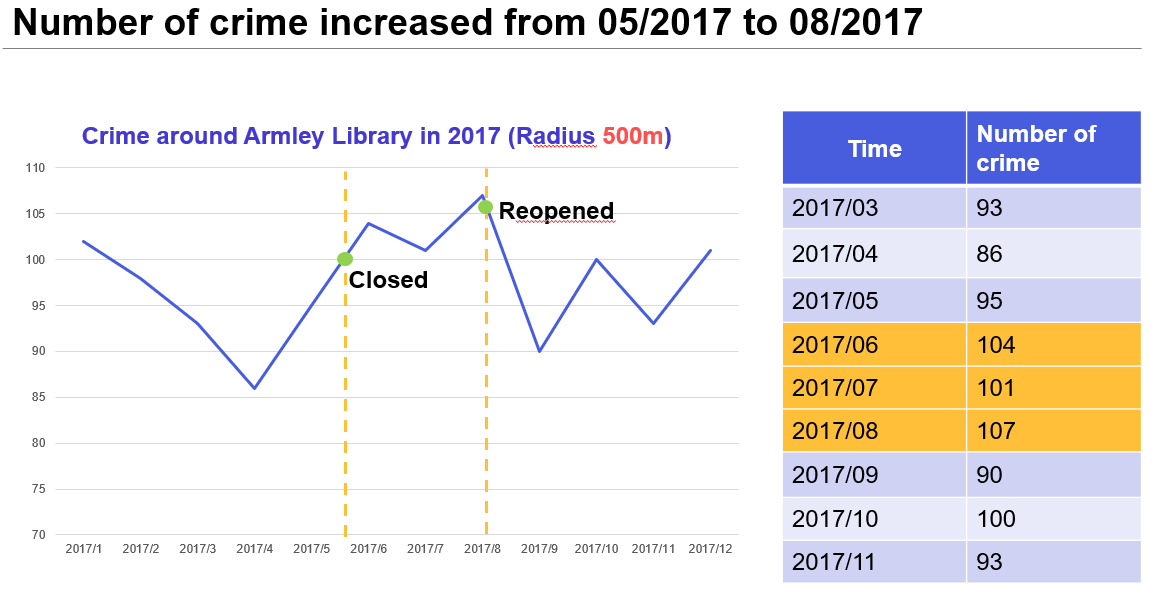 Number of crime increased from 05/2017 to 08/2017
Crime around Armley Library in 2017 (Radius 500m)
110
105
100
95
90
85
80
75
70
Reopened
Closed
2017/1 2017/2 2017/3 2017/4 2017/5 2017/6 2017/7 2017/8 2017/9 2017/10 2017/11 2017/12
Time Number of
crime
2017/03 93
2017/04 86
2017/05 95
2017/06 104
2017/07 101
2017/08 107
2017/09 90
2017/10 100
2017/11 93